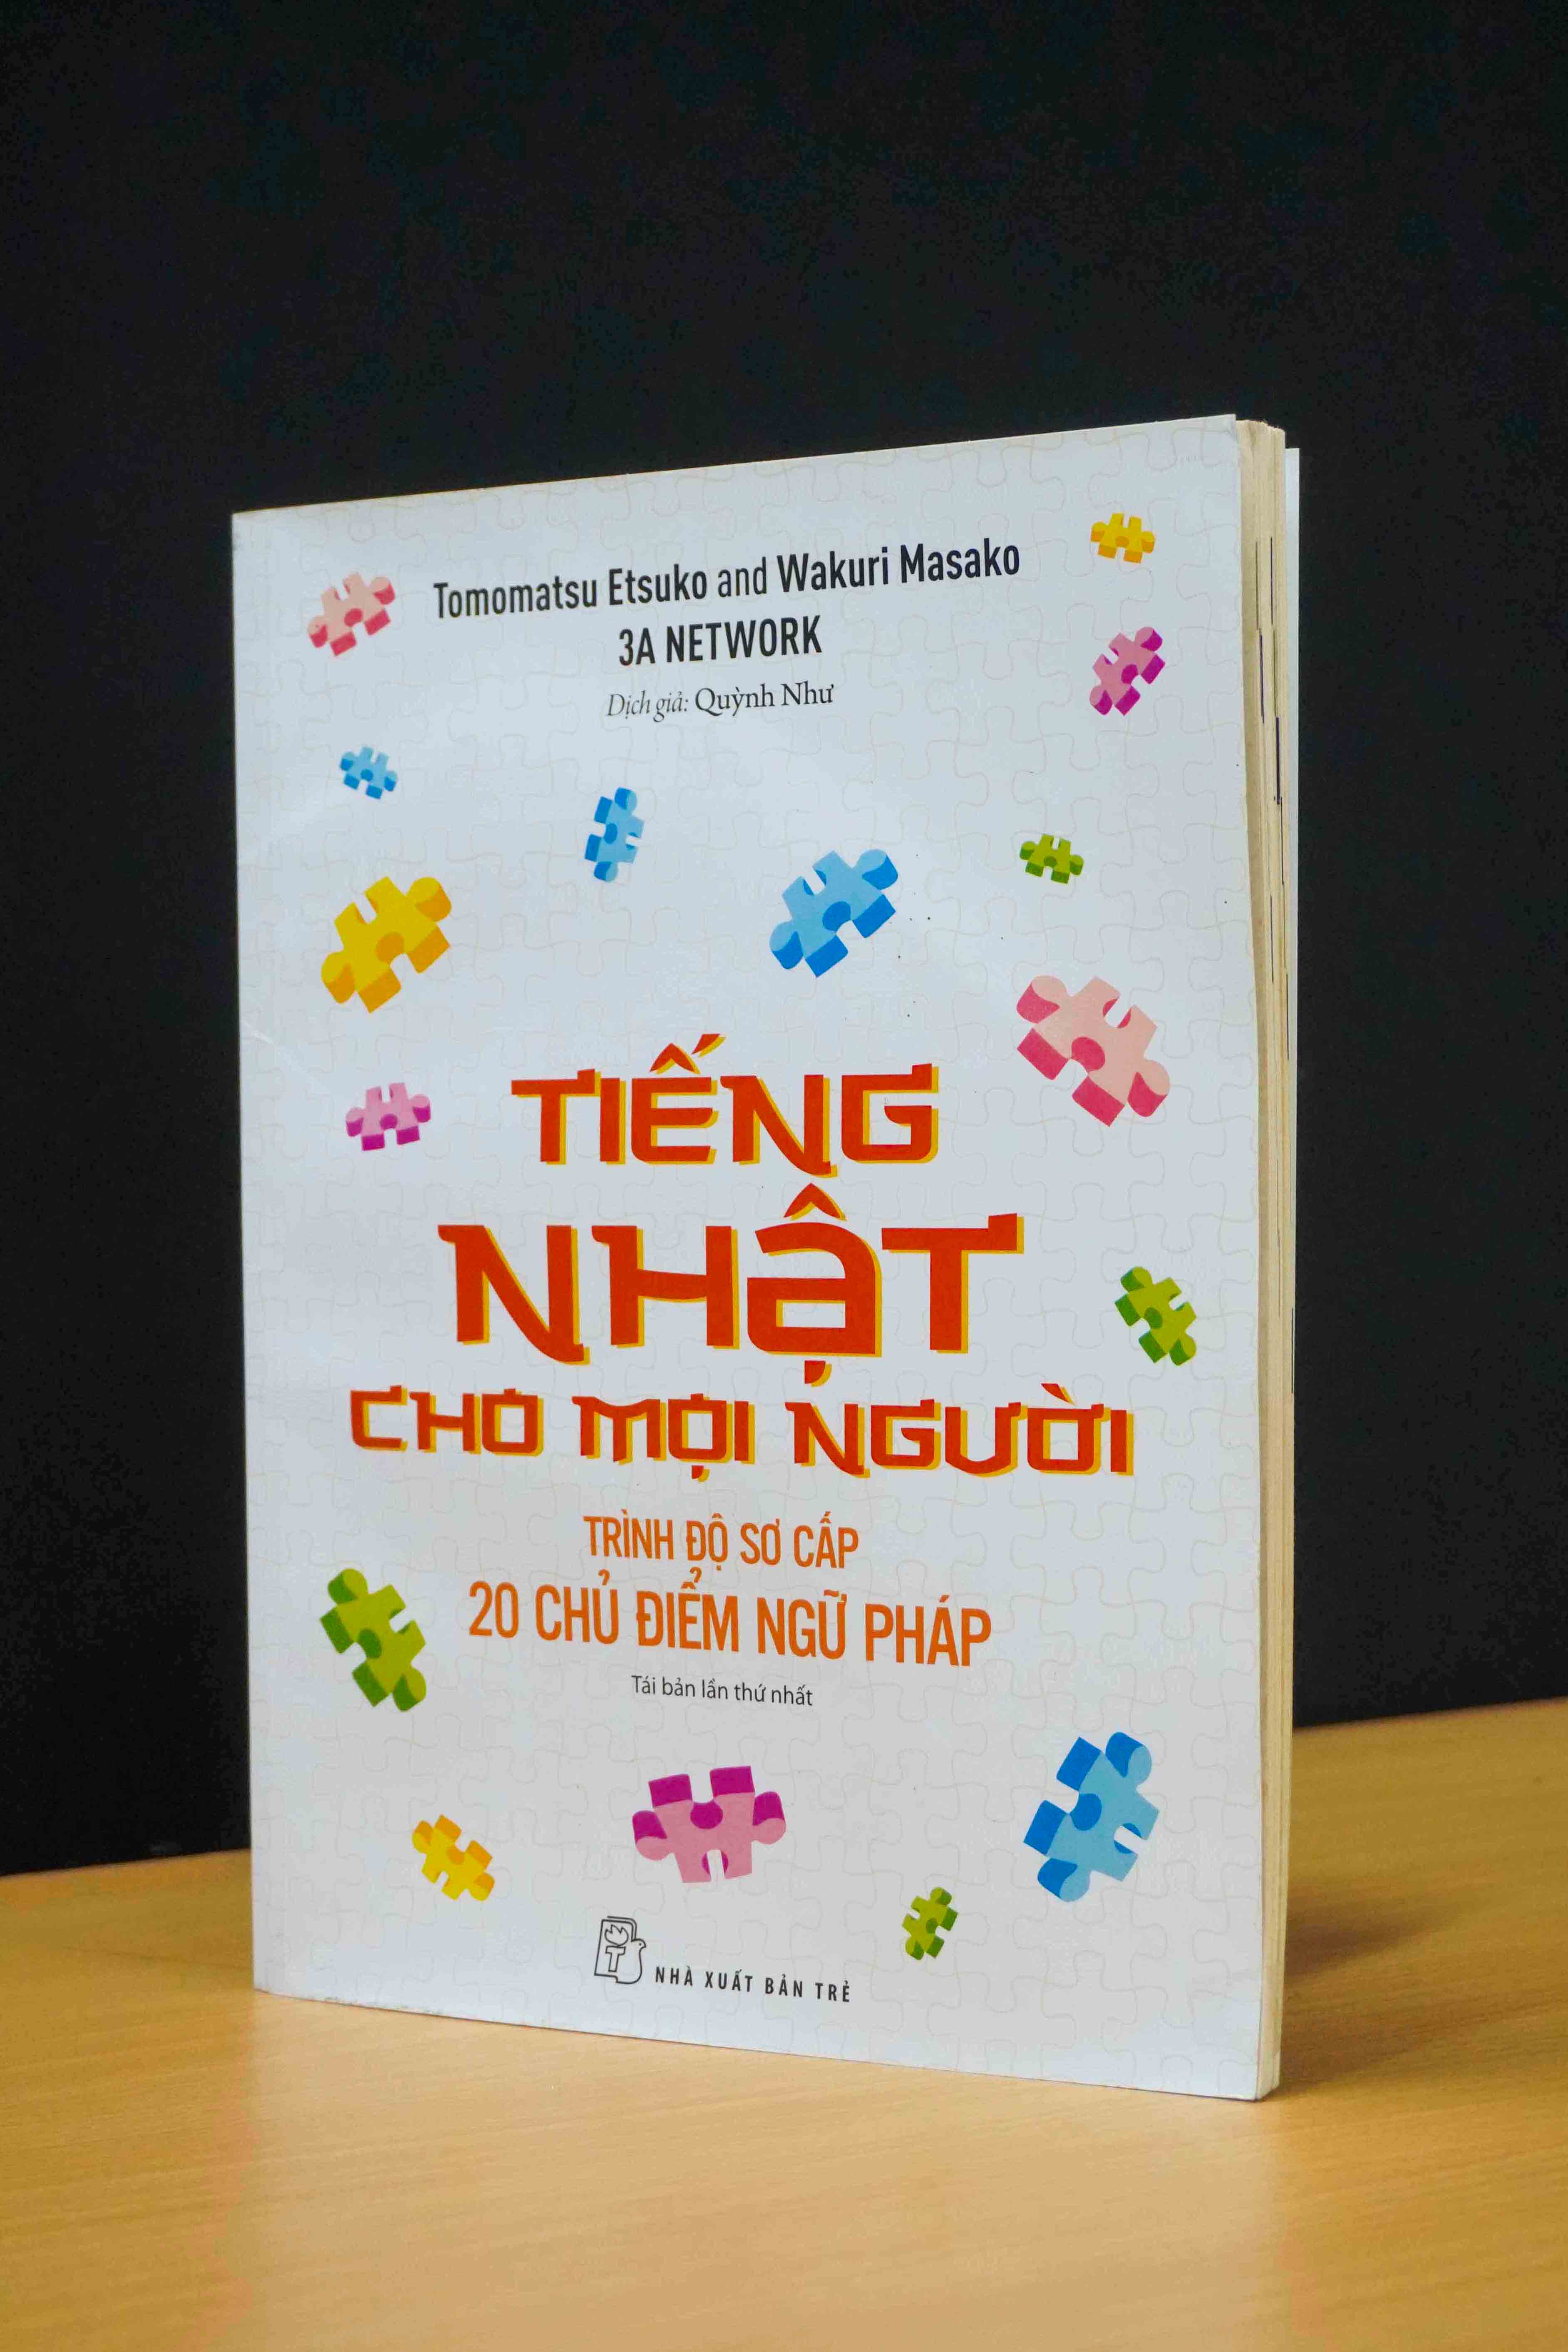 Tomomatsu Etsuko and Wakuri Masako
3A NETWORK
Dịch giả: Quỳnh Như
TIẾNG
NHẬT
CHO MỌI NGƯỜI
TRÌNH ĐỘ SƠ CẤP
20 CHỦ ĐIỂM NGỮ PHÁP
Tái bản lần thứ nhất
T
NHÀ XUẤT BẢN TRẺ